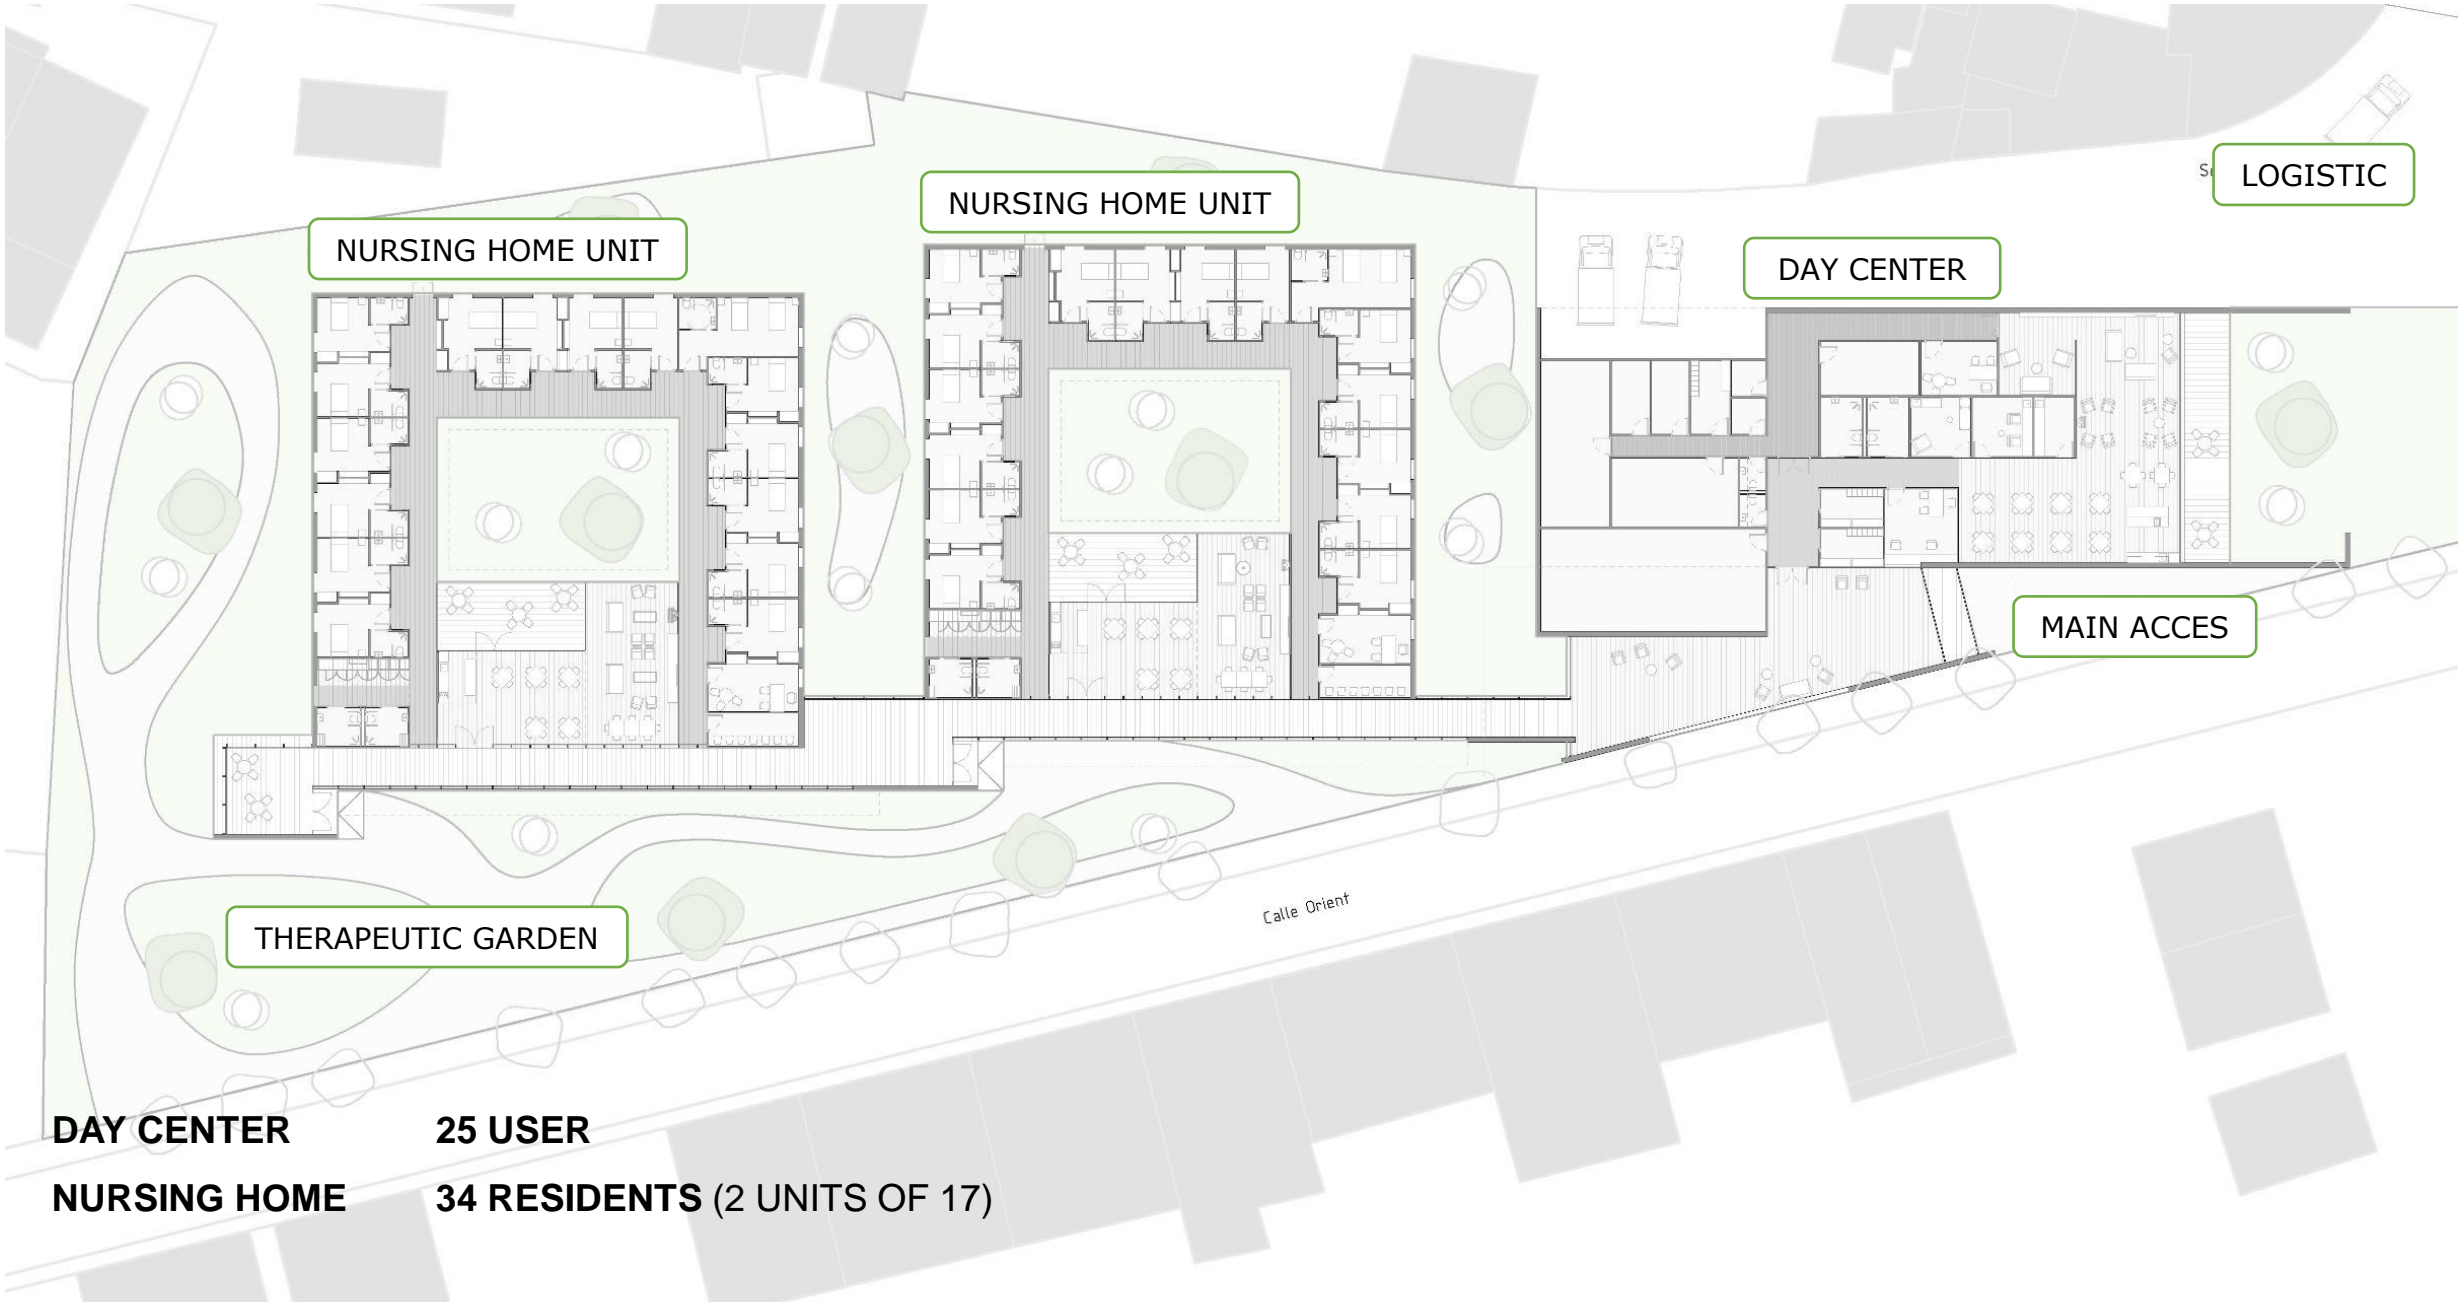 LOGISTIC
NURSING HOME UNIT
NURSING HOME UNIT
DAY CENTER
MAIN ACCES
Calle Orient
THERAPEUTIC GARDEN
DAY CENTER 25 USER
NURSING HOME 34 RESIDENTS (2 UNITS OF 17)